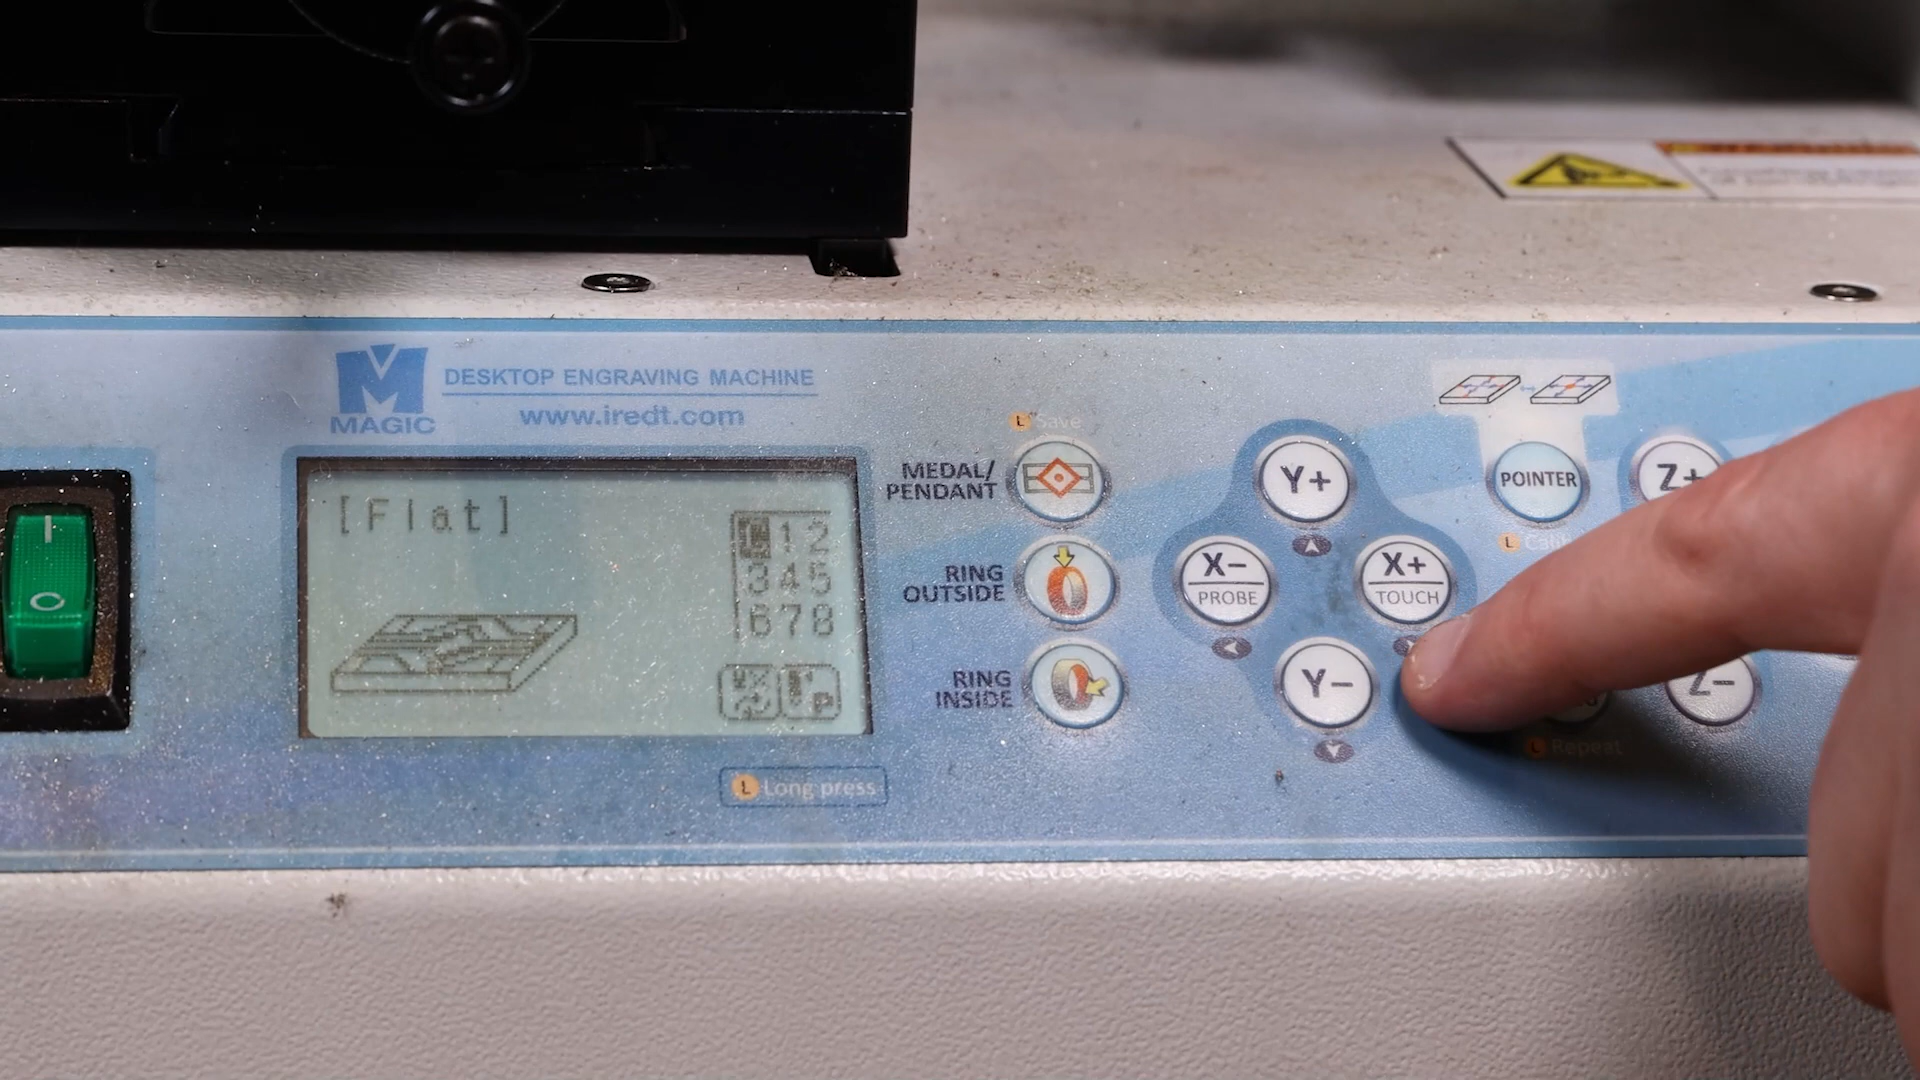 DESKTOP ENGRAVING MACHINE
www.iredt.com
MAGIC
[Flat]
12
345
678
P
L Long press
L Save
MEDAL/
PENDANT
RING
OUTSIDE
RING
INSIDE
Y+
X-
PROBE
X+
TOUCH
Y-
POINTER
L
Z+
Z-
L Repeat